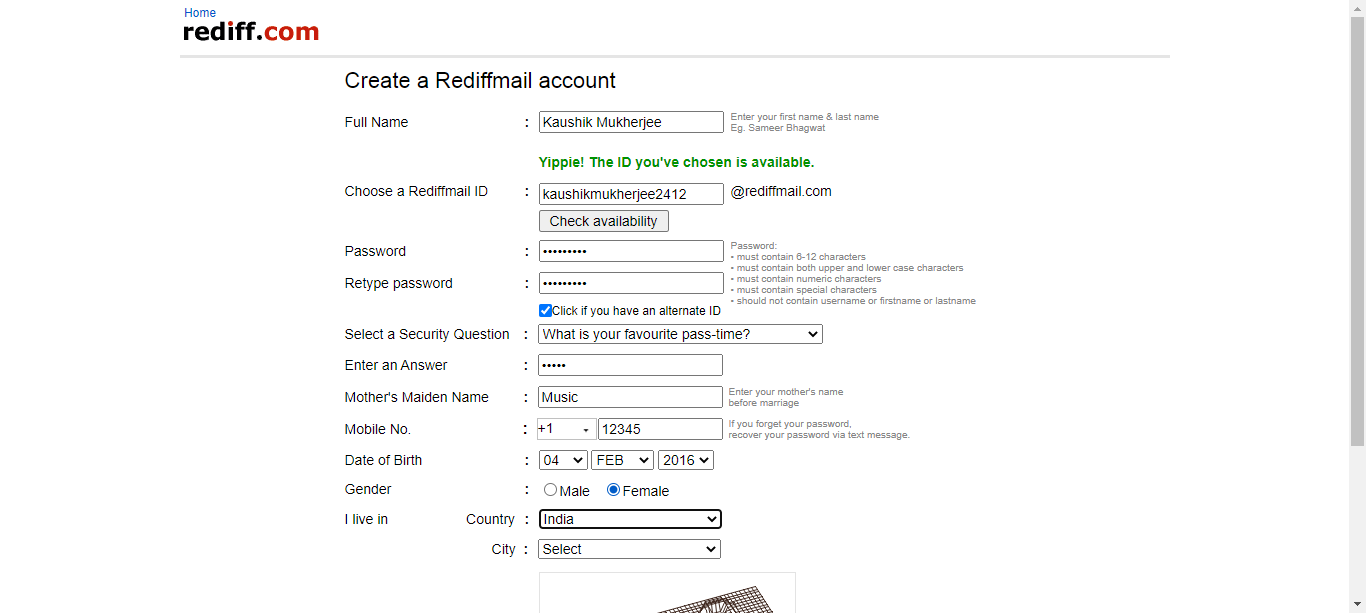 Home
rediff.com
Create a Rediffmail account
Full Name : Kaushik Mukherjee Enter your first name & last name
Eg. Sameer Bhagwat
Yippie! The ID you've chosen is available.
Choose a Rediffmail ID : kaushikmukherjee2412 @rediffmail.com
Check availability
Password : ••••••••• Password:
• must contain 6-12 characters
• must contain both upper and lower case characters
• must contain numeric characters
• must contain special characters
• should not contain username or firstname or lastname
Retype password : •••••••••
Click if you have an alternate ID
Select a Security Question : What is your favourite pass-time?
Enter an Answer : •••••
Mother's Maiden Name : Music Enter your mother's name
before marriage
Mobile No. : +1 12345 If you forget your password,
recover your password via text message.
Date of Birth : 04 FEB 2016
Gender : Male Female
I live in Country : India
City : Select